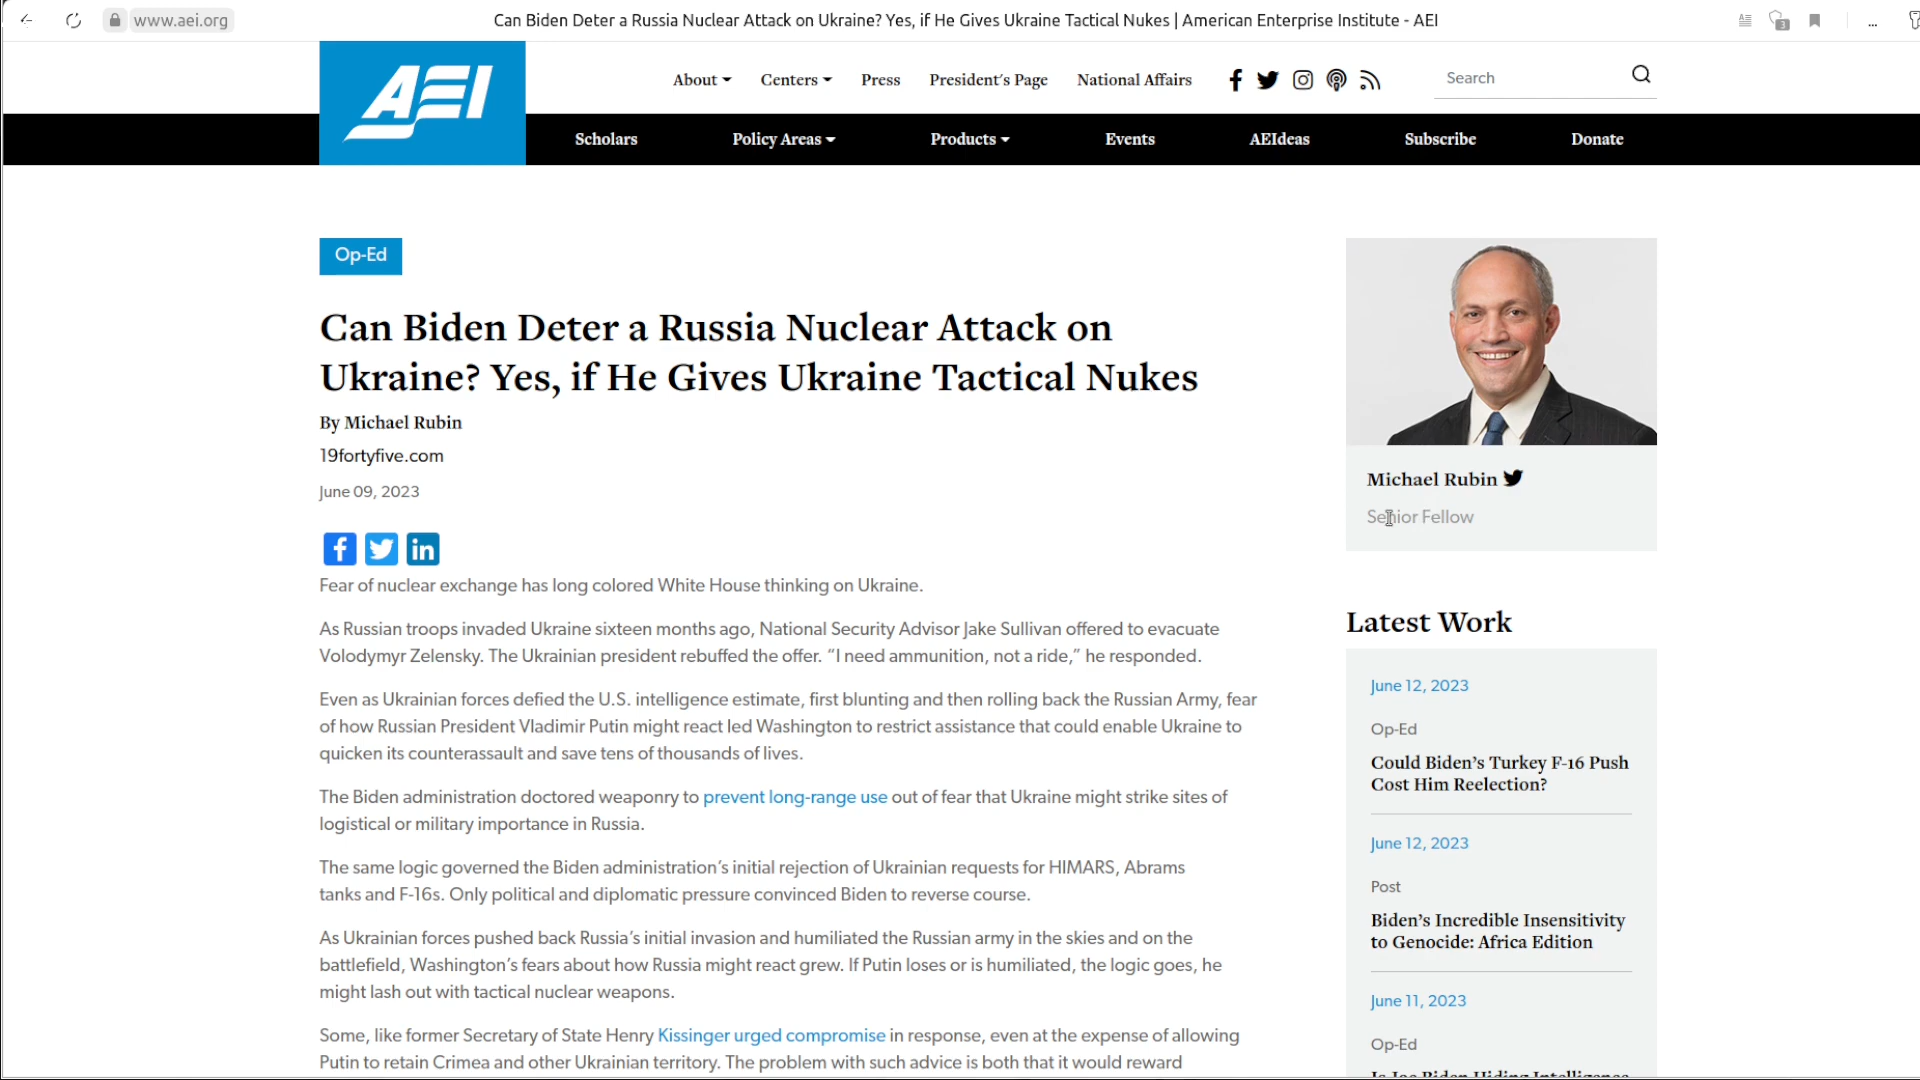 www.aei.org
Can Biden Deter a Russia Nuclear Attack on Ukraine? Yes, if He Gives Ukraine Tactical Nukes | American Enterprise Institute - AEI
3
...
AEI
About
Centers
Press
President's Page
National Affairs
Search
Scholars
Policy Areas
Products
Events
AEIdeas
Subscribe
Donate
Op-Ed
Can Biden Deter a Russia Nuclear Attack on
Ukraine? Yes, if He Gives Ukraine Tactical Nukes
By Michael Rubin
19fortyfive.com
June 09, 2023
Fear of nuclear exchange has long colored White House thinking on Ukraine.
As Russian troops invaded Ukraine sixteen months ago, National Security Advisor Jake Sullivan offered to evacuate
Volodymyr Zelensky. The Ukrainian president rebuffed the offer. “I need ammunition, not a ride,” he responded.
Even as Ukrainian forces defied the U.S. intelligence estimate, first blunting and then rolling back the Russian Army, fear
of how Russian President Vladimir Putin might react led Washington to restrict assistance that could enable Ukraine to
quicken its counterassault and save tens of thousands of lives.
The Biden administration doctored weaponry to prevent long-range use out of fear that Ukraine might strike sites of
logistical or military importance in Russia.
The same logic governed the Biden administration’s initial rejection of Ukrainian requests for HIMARS, Abrams
tanks and F-16s. Only political and diplomatic pressure convinced Biden to reverse course.
As Ukrainian forces pushed back Russia’s initial invasion and humiliated the Russian army in the skies and on the
battlefield, Washington’s fears about how Russia might react grew. If Putin loses or is humiliated, the logic goes, he
might lash out with tactical nuclear weapons.
Some, like former Secretary of State Henry Kissinger urged compromise in response, even at the expense of allowing
Putin to retain Crimea and other Ukrainian territory. The problem with such advice is both that it would reward
Michael Rubin
Senior Fellow
Latest Work
June 12, 2023
Op-Ed
Could Biden’s Turkey F-16 Push
Cost Him Reelection?
June 12, 2023
Post
Biden’s Incredible Insensitivity
to Genocide: Africa Edition
June 11, 2023
Op-Ed
Is Joe Biden Hiding Intelligence